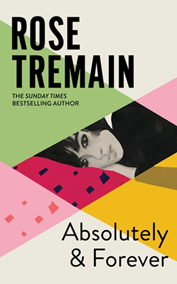 ROSE
TREMAIN
THE SUNDAY TIMES
BESTSELLING AUTHOR
Absolutely
& Forever